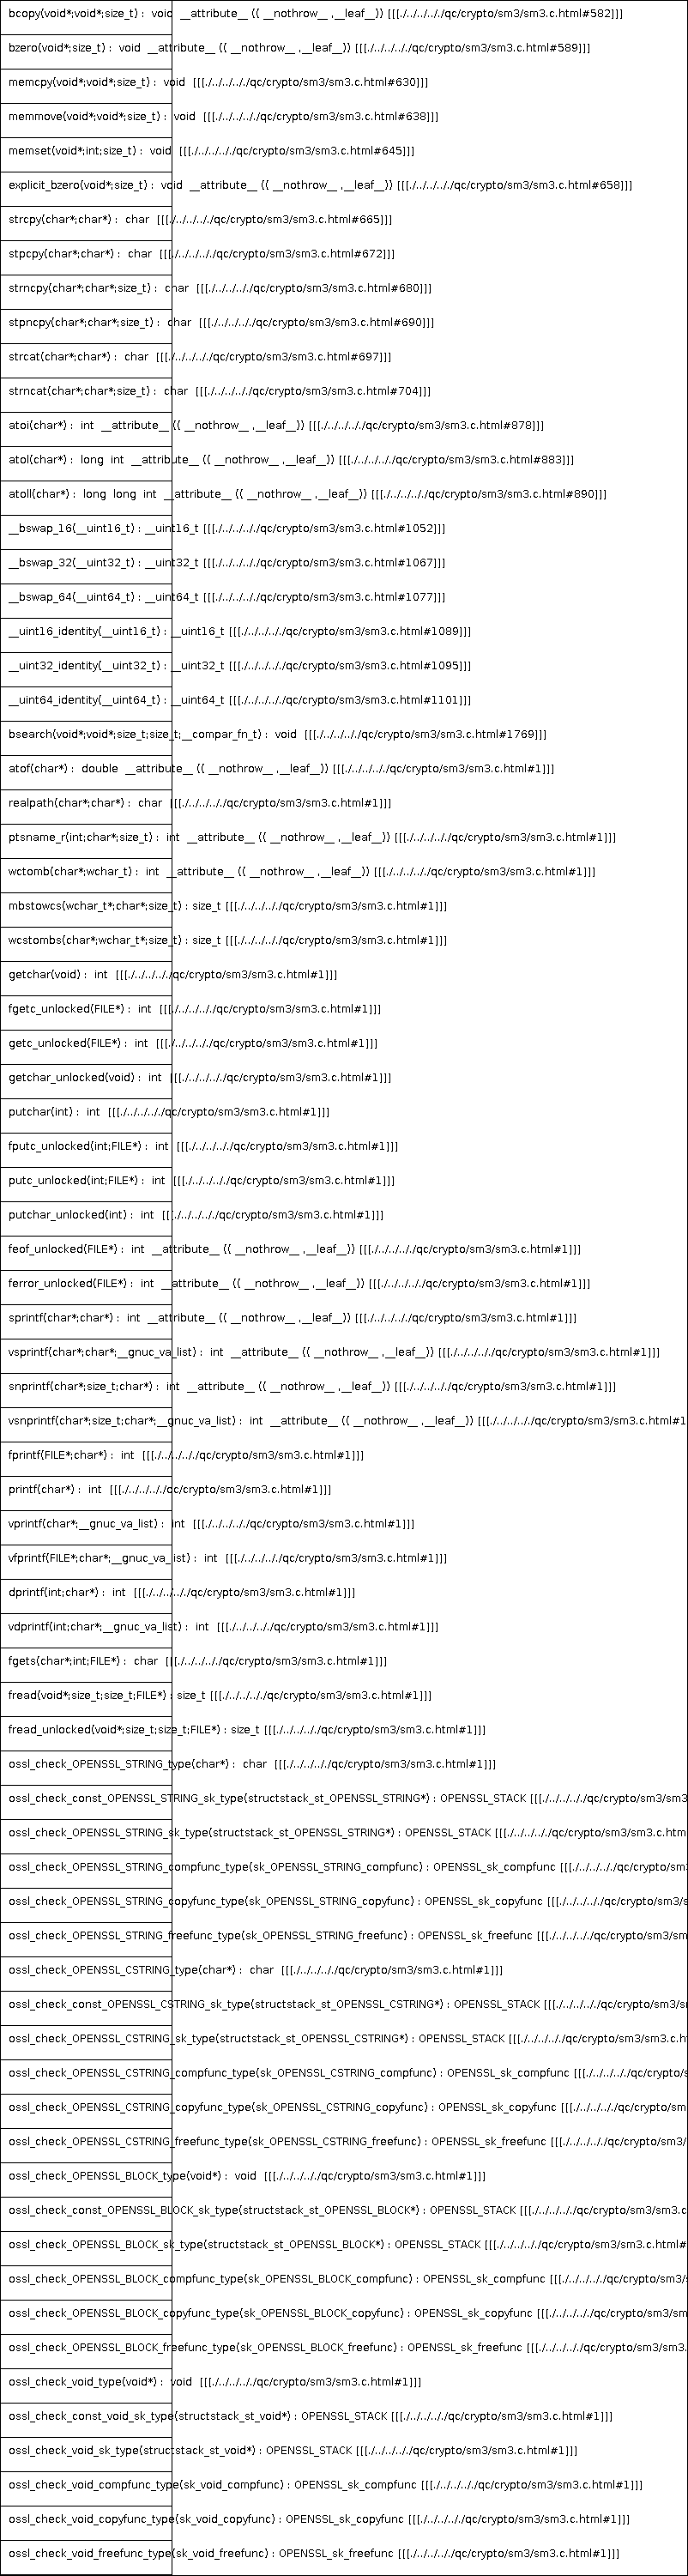 bcopy(void*;void*;size_t) : void __attribute__ (( __nothrow__ ,__leaf__)) [[[./../../../../qc/crypto/sm3/sm3.c.html#582]]]
bzero(void*;size_t) : void __attribute__ (( __nothrow__ ,__leaf__)) [[[./../../../../qc/crypto/sm3/sm3.c.html#589]]]
memcpy(void*;void*;size_t) : void [[[./../../../../qc/crypto/sm3/sm3.c.html#630]]]
memmove(void*;void*;size_t) : void [[[./../../../../qc/crypto/sm3/sm3.c.html#638]]]
memset(void*;int;size_t) : void [[[./../../../../qc/crypto/sm3/sm3.c.html#645]]]
explicit_bzero(void*;size_t) : void __attribute__ (( __nothrow__ ,__leaf__)) [[[./../../../../qc/crypto/sm3/sm3.c.html#658]]]
strcpy(char*;char*) : char [[[./../../../../qc/crypto/sm3/sm3.c.html#665]]]
stpcpy(char*;char*) : char [[[./../../../../qc/crypto/sm3/sm3.c.html#672]]]
strncpy(char*;char*;size_t) : char [[[./../../../../qc/crypto/sm3/sm3.c.html#680]]]
stpncpy(char*;char*;size_t) : char [[[./../../../../qc/crypto/sm3/sm3.c.html#690]]]
strcat(char*;char*) : char [[[./../../../../qc/crypto/sm3/sm3.c.html#697]]]
strncat(char*;char*;size_t) : char [[[./../../../../qc/crypto/sm3/sm3.c.html#704]]]
atoi(char*) : int __attribute__ (( __nothrow__ ,__leaf__)) [[[./../../../../qc/crypto/sm3/sm3.c.html#878]]]
atol(char*) : long int __attribute__ (( __nothrow__ ,__leaf__)) [[[./../../../../qc/crypto/sm3/sm3.c.html#883]]]
atoll(char*) : long long int __attribute__ (( __nothrow__ ,__leaf__)) [[[./../../../../qc/crypto/sm3/sm3.c.html#890]]]
__bswap_16(__uint16_t) : __uint16_t [[[./../../../../qc/crypto/sm3/sm3.c.html#1052]]]
__bswap_32(__uint32_t) : __uint32_t [[[./../../../../qc/crypto/sm3/sm3.c.html#1067]]]
__bswap_64(__uint64_t) : __uint64_t [[[./../../../../qc/crypto/sm3/sm3.c.html#1077]]]
__uint16_identity(__uint16_t) : __uint16_t [[[./../../../../qc/crypto/sm3/sm3.c.html#1089]]]
__uint32_identity(__uint32_t) : __uint32_t [[[./../../../../qc/crypto/sm3/sm3.c.html#1095]]]
__uint64_identity(__uint64_t) : __uint64_t [[[./../../../../qc/crypto/sm3/sm3.c.html#1101]]]
bsearch(void*;void*;size_t;size_t;__compar_fn_t) : void [[[./../../../../qc/crypto/sm3/sm3.c.html#1769]]]
atof(char*) : double __attribute__ (( __nothrow__ ,__leaf__)) [[[./../../../../qc/crypto/sm3/sm3.c.html#1]]]
realpath(char*;char*) : char [[[./../../../../qc/crypto/sm3/sm3.c.html#1]]]
ptsname_r(int;char*;size_t) : int __attribute__ (( __nothrow__ ,__leaf__)) [[[./../../../../qc/crypto/sm3/sm3.c.html#1]]]
wctomb(char*;wchar_t) : int __attribute__ (( __nothrow__ ,__leaf__)) [[[./../../../../qc/crypto/sm3/sm3.c.html#1]]]
mbstowcs(wchar_t*;char*;size_t) : size_t [[[./../../../../qc/crypto/sm3/sm3.c.html#1]]]
wcstombs(char*;wchar_t*;size_t) : size_t [[[./../../../../qc/crypto/sm3/sm3.c.html#1]]]
getchar(void) : int [[[./../../../../qc/crypto/sm3/sm3.c.html#1]]]
fgetc_unlocked(FILE*) : int [[[./../../../../qc/crypto/sm3/sm3.c.html#1]]]
getc_unlocked(FILE*) : int [[[./../../../../qc/crypto/sm3/sm3.c.html#1]]]
getchar_unlocked(void) : int [[[./../../../../qc/crypto/sm3/sm3.c.html#1]]]
putchar(int) : int [[[./../../../../qc/crypto/sm3/sm3.c.html#1]]]
fputc_unlocked(int;FILE*) : int [[[./../../../../qc/crypto/sm3/sm3.c.html#1]]]
putc_unlocked(int;FILE*) : int [[[./../../../../qc/crypto/sm3/sm3.c.html#1]]]
putchar_unlocked(int) : int [[[./../../../../qc/crypto/sm3/sm3.c.html#1]]]
feof_unlocked(FILE*) : int __attribute__ (( __nothrow__ ,__leaf__)) [[[./../../../../qc/crypto/sm3/sm3.c.html#1]]]
ferror_unlocked(FILE*) : int __attribute__ (( __nothrow__ ,__leaf__)) [[[./../../../../qc/crypto/sm3/sm3.c.html#1]]]
sprintf(char*;char*) : int __attribute__ (( __nothrow__ ,__leaf__)) [[[./../../../../qc/crypto/sm3/sm3.c.html#1]]]
vsprintf(char*;char*;__gnuc_va_list) : int __attribute__ (( __nothrow__ ,__leaf__)) [[[./../../../../qc/crypto/sm3/sm3.c.html#1]]]
snprintf(char*;size_t;char*) : int __attribute__ (( __nothrow__ ,__leaf__)) [[[./../../../../qc/crypto/sm3/sm3.c.html#1]]]
vsnprintf(char*;size_t;char*;__gnuc_va_list) : int __attribute__ (( __nothrow__ ,__leaf__)) [[[./../../../../qc/crypto/sm3/sm3.c.html#1
fprintf(FILE*;char*) : int [[[./../../../../qc/crypto/sm3/sm3.c.html#1]]]
printf(char*) : int [[[./../../../../qc/crypto/sm3/sm3.c.html#1]]]
vprintf(char*;__gnuc_va_list) : int [[[./../../../../qc/crypto/sm3/sm3.c.html#1]]]
vfprintf(FILE*;char*;__gnuc_va_list) : int [[[./../../../../qc/crypto/sm3/sm3.c.html#1]]]
dprintf(int;char*) : int [[[./../../../../qc/crypto/sm3/sm3.c.html#1]]]
vdprintf(int;char*;__gnuc_va_list) : int [[[./../../../../qc/crypto/sm3/sm3.c.html#1]]]
fgets(char*;int;FILE*) : char [[[./../../../../qc/crypto/sm3/sm3.c.html#1]]]
fread(void*;size_t;size_t;FILE*) : size_t [[[./../../../../qc/crypto/sm3/sm3.c.html#1]]]
fread_unlocked(void*;size_t;size_t;FILE*) : size_t [[[./../../../../qc/crypto/sm3/sm3.c.html#1]]]
ossl_check_OPENSSL_STRING_type(char*) : char [[[./../../../../qc/crypto/sm3/sm3.c.html#1]]]
ossl_check_const_OPENSSL_STRING_sk_type(structstack_st_OPENSSL_STRING*) : OPENSSL_STACK [[[./../../../../qc/crypto/sm3/sm3
ossl_check_OPENSSL_STRING_sk_type(structstack_st_OPENSSL_STRING*) : OPENSSL_STACK [[[./../../../../qc/crypto/sm3/sm3.c.htm
ossl_check_OPENSSL_STRING_compfunc_type(sk_OPENSSL_STRING_compfunc) : OPENSSL_sk_compfunc [[[./../../../../qc/crypto/sm3
ossl_check_OPENSSL_STRING_copyfunc_type(sk_OPENSSL_STRING_copyfunc) : OPENSSL_sk_copyfunc [[[./../../../../qc/crypto/sm3/s
ossl_check_OPENSSL_STRING_freefunc_type(sk_OPENSSL_STRING_freefunc) : OPENSSL_sk_freefunc [[[./../../../../qc/crypto/sm3/sm
ossl_check_OPENSSL_CSTRING_type(char*) : char [[[./../../../../qc/crypto/sm3/sm3.c.html#1]]]
ossl_check_const_OPENSSL_CSTRING_sk_type(structstack_st_OPENSSL_CSTRING*) : OPENSSL_STACK [[[./../../../../qc/crypto/sm3/s
ossl_check_OPENSSL_CSTRING_sk_type(structstack_st_OPENSSL_CSTRING*) : OPENSSL_STACK [[[./../../../../qc/crypto/sm3/sm3.c.h
ossl_check_OPENSSL_CSTRING_compfunc_type(sk_OPENSSL_CSTRING_compfunc) : OPENSSL_sk_compfunc [[[./../../../../qc/crypto/s
ossl_check_OPENSSL_CSTRING_copyfunc_type(sk_OPENSSL_CSTRING_copyfunc) : OPENSSL_sk_copyfunc [[[./../../../../qc/crypto/sm
ossl_check_OPENSSL_CSTRING_freefunc_type(sk_OPENSSL_CSTRING_freefunc) : OPENSSL_sk_freefunc [[[./../../../../qc/crypto/sm3/
ossl_check_OPENSSL_BLOCK_type(void*) : void [[[./../../../../qc/crypto/sm3/sm3.c.html#1]]]
ossl_check_const_OPENSSL_BLOCK_sk_type(structstack_st_OPENSSL_BLOCK*) : OPENSSL_STACK [[[./../../../../qc/crypto/sm3/sm3.c
ossl_check_OPENSSL_BLOCK_sk_type(structstack_st_OPENSSL_BLOCK*) : OPENSSL_STACK [[[./../../../../qc/crypto/sm3/sm3.c.html#
ossl_check_OPENSSL_BLOCK_compfunc_type(sk_OPENSSL_BLOCK_compfunc) : OPENSSL_sk_compfunc [[[./../../../../qc/crypto/sm3/s
ossl_check_OPENSSL_BLOCK_copyfunc_type(sk_OPENSSL_BLOCK_copyfunc) : OPENSSL_sk_copyfunc [[[./../../../../qc/crypto/sm3/sm
ossl_check_OPENSSL_BLOCK_freefunc_type(sk_OPENSSL_BLOCK_freefunc) : OPENSSL_sk_freefunc [[[./../../../../qc/crypto/sm3/sm3.
ossl_check_void_type(void*) : void [[[./../../../../qc/crypto/sm3/sm3.c.html#1]]]
ossl_check_const_void_sk_type(structstack_st_void*) : OPENSSL_STACK [[[./../../../../qc/crypto/sm3/sm3.c.html#1]]]
ossl_check_void_sk_type(structstack_st_void*) : OPENSSL_STACK [[[./../../../../qc/crypto/sm3/sm3.c.html#1]]]
ossl_check_void_compfunc_type(sk_void_compfunc) : OPENSSL_sk_compfunc [[[./../../../../qc/crypto/sm3/sm3.c.html#1]]]
ossl_check_void_copyfunc_type(sk_void_copyfunc) : OPENSSL_sk_copyfunc [[[./../../../../qc/crypto/sm3/sm3.c.html#1]]]
ossl_check_void_freefunc_type(sk_void_freefunc) : OPENSSL_sk_freefunc [[[./../../../../qc/crypto/sm3/sm3.c.html#1]]]